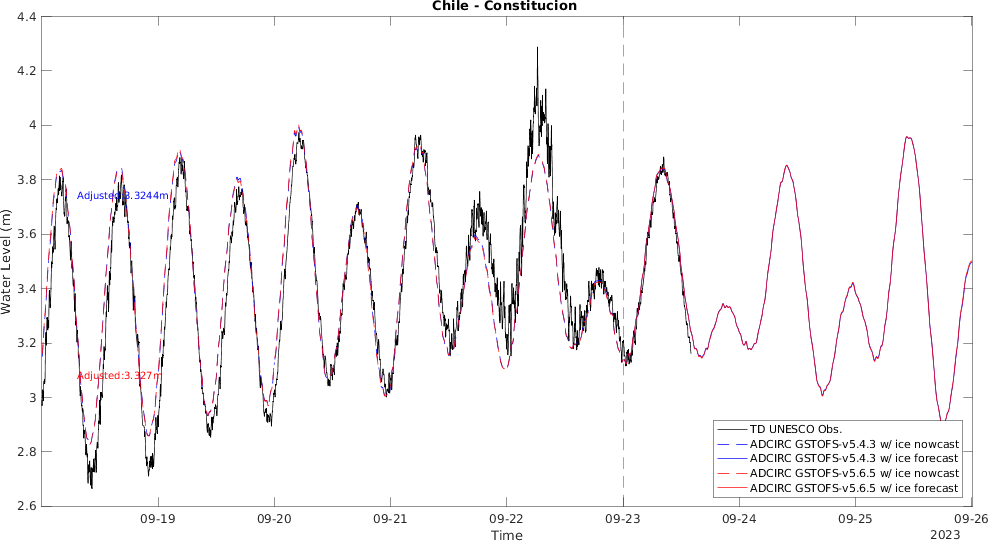 Chile - Constitucion
4.4
4.2
4
3.8
3.6
3.4
3.2
3
2.8
2.6
Water Level (m)
Adjusted:3.3244m
Adjusted:3.327m
TD UNESCO Obs.
ADCIRC GSTOFS-v5.4.3 w/ ice nowcast
ADCIRC GSTOFS-v5.4.3 w/ ice forecast
ADCIRC GSTOFS-v5.6.5 w/ ice nowcast
ADCIRC GSTOFS-v5.6.5 w/ ice forecast
09-19 09-20 09-21 09-22 09-23 09-24 09-25 09-26
Time
2023